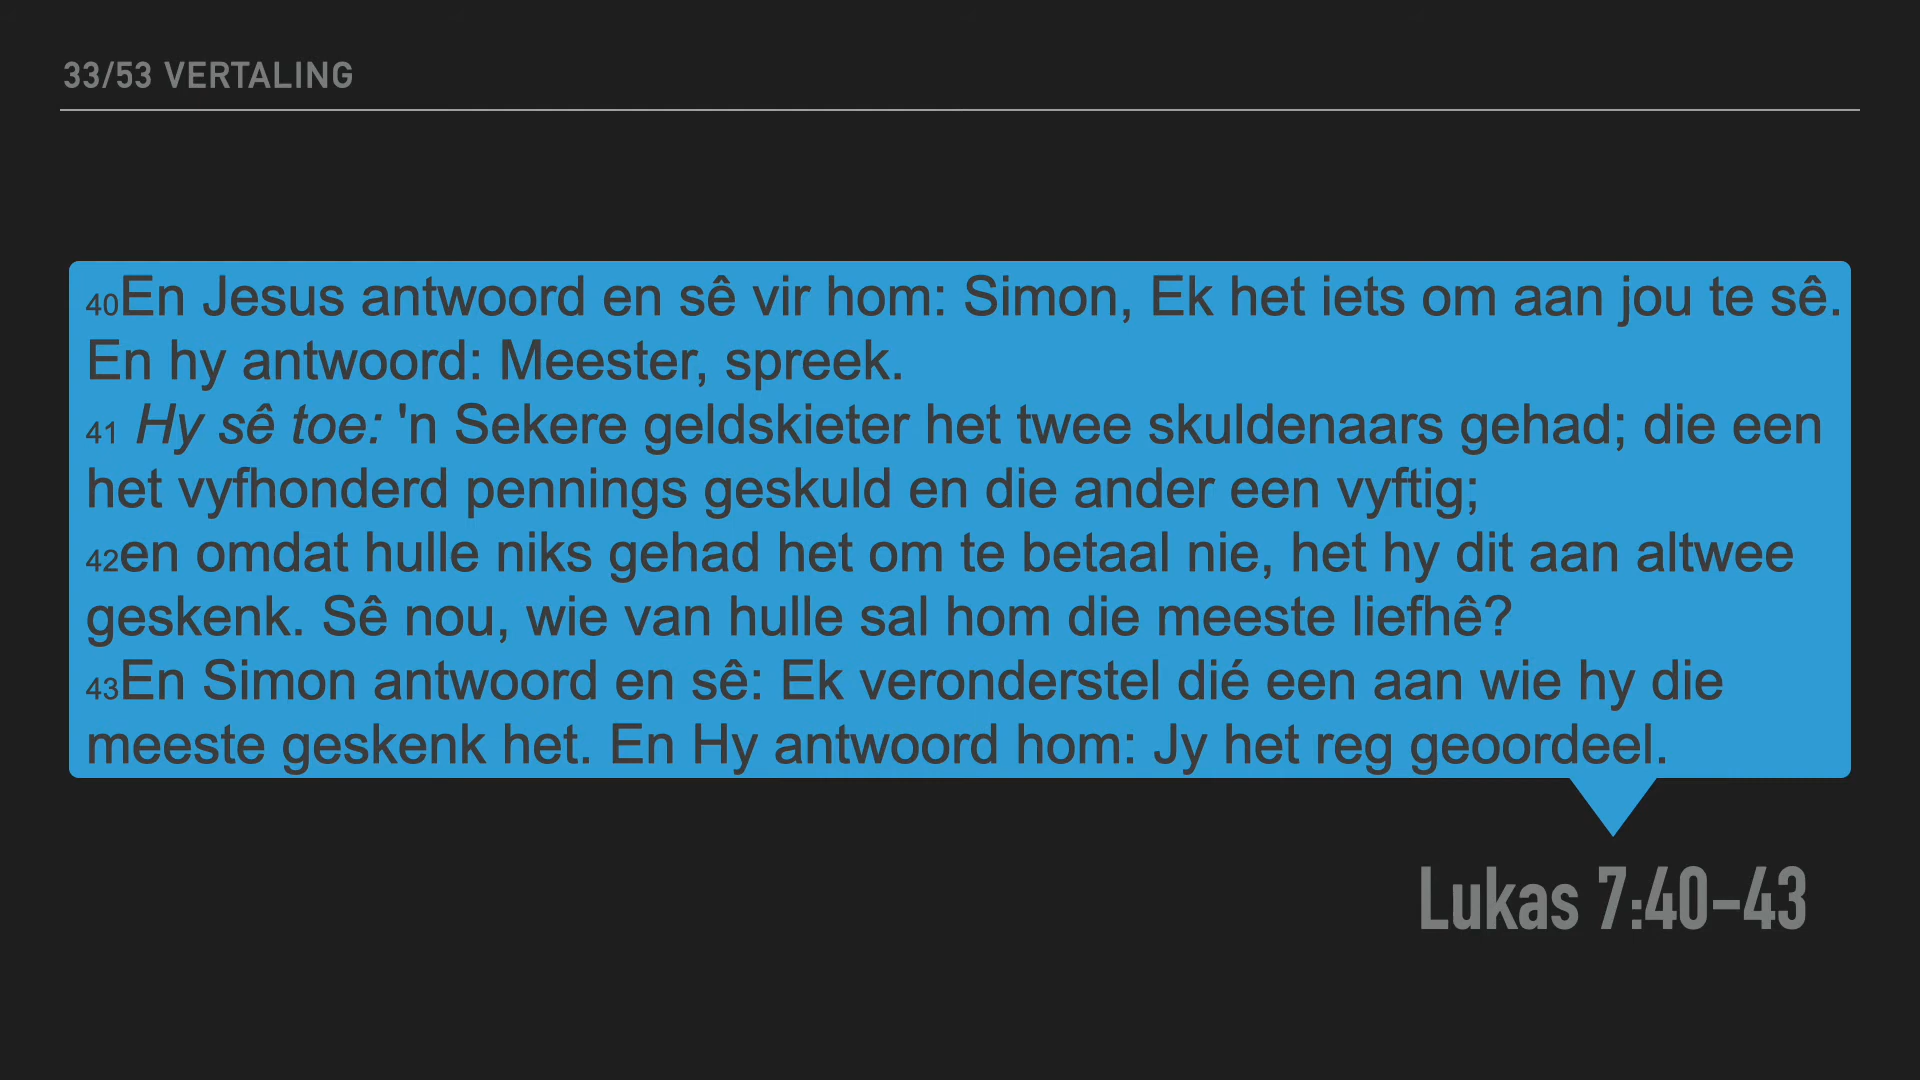 33/53 VERTALING
40En Jesus antwoord en sê vir hom: Simon, Ek het iets om aan jou te sê.
En hy antwoord: Meester, spreek.
41 Hy sê toe: 'n Sekere geldskieter het twee skuldenaars gehad; die een
het vyfhonderd pennings geskuld en die ander een vyftig;
42en omdat hulle niks gehad het om te betaal nie, het hy dit aan altwee
geskenk. Sê nou, wie van hulle sal hom die meeste liefhê?
43En Simon antwoord en sê: Ek veronderstel dié een aan wie hy die
meeste geskenk het. En Hy antwoord hom: Jy het reg geoordeel.
Lukas 7:40–43